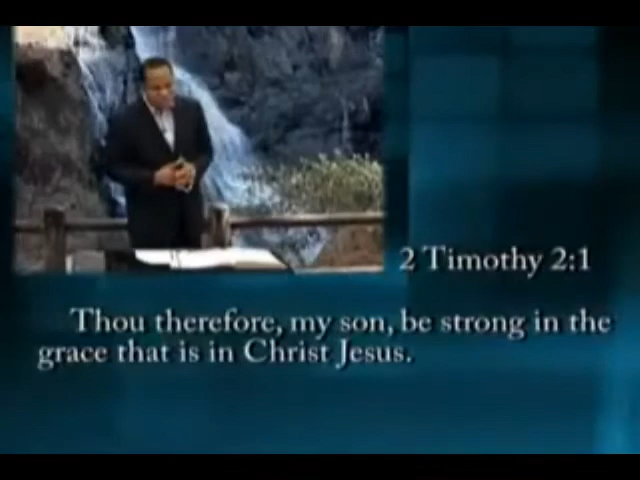 2 Timothy 2:1
Thou therefore, my son, be strong in the
grace that is in Christ Jesus.